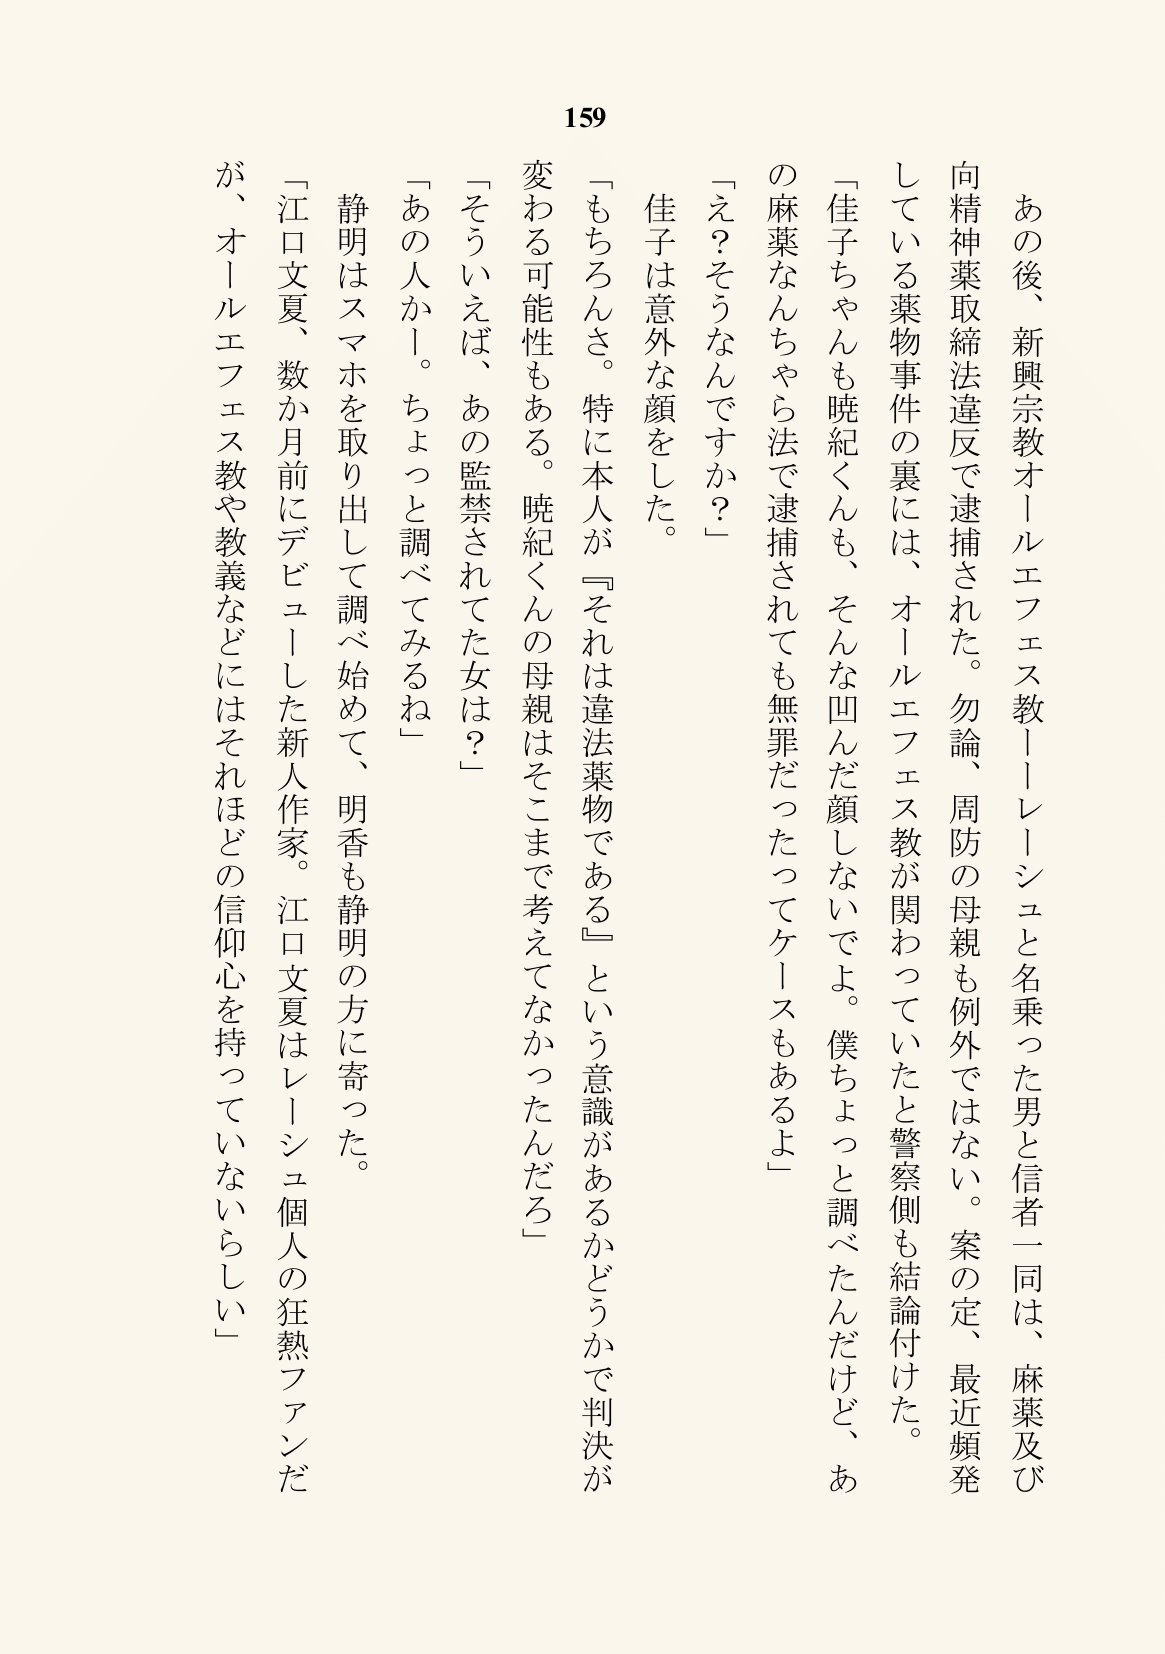 159
　あの後、新興宗教オールエフェス教ーーレーシュと名乗った男と信者一同は、麻薬及び
向精神薬取締法違反で逮捕された。勿論、周防の母親も例外ではない。案の定、最近頻発
している薬物事件の裏には、オールエフェス教が関わっていたと警察側も結論付けた。
「佳子ちゃんも暁紀くんも、そんな凹んだ顔しないでよ。僕ちょっと調べたんだけど、あ
の麻薬なんちゃら法で逮捕されても無罪だったってケースもあるよ」
「え？そうなんですか？」
　佳子は意外な顔をした。
「もちろんさ。特に本人が『それは違法薬物である』という意識があるかどうかで判決が
変わる可能性もある。暁紀くんの母親はそこまで考えてなかったんだろ」
「そういえば、あの監禁されてた女は？」
「あの人かー。ちょっと調べてみるね」
　静明はスマホを取り出して調べ始めて、明香も静明の方に寄った。
「江口文夏、数か月前にデビューした新人作家。江口文夏はレーシュ個人の狂熱ファンだ
が、オールエフェス教や教義などにはそれほどの信仰心を持っていないらしい」